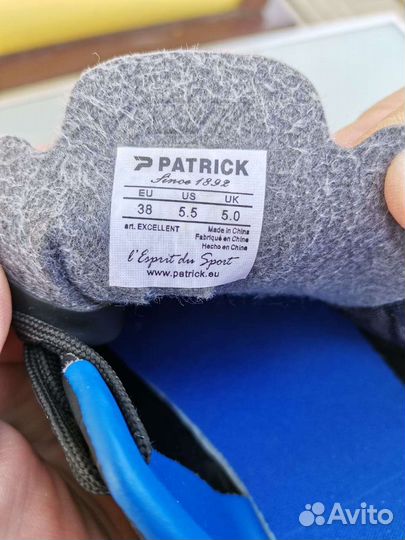 PATRICK
Since 1892
EU US UK
38 5.5 5.0
art. EXCELLENT Made in China
Fabriqué en Chine
Hecho en Chine
l'Esprit du Sport
www.patrick.eu
Avito